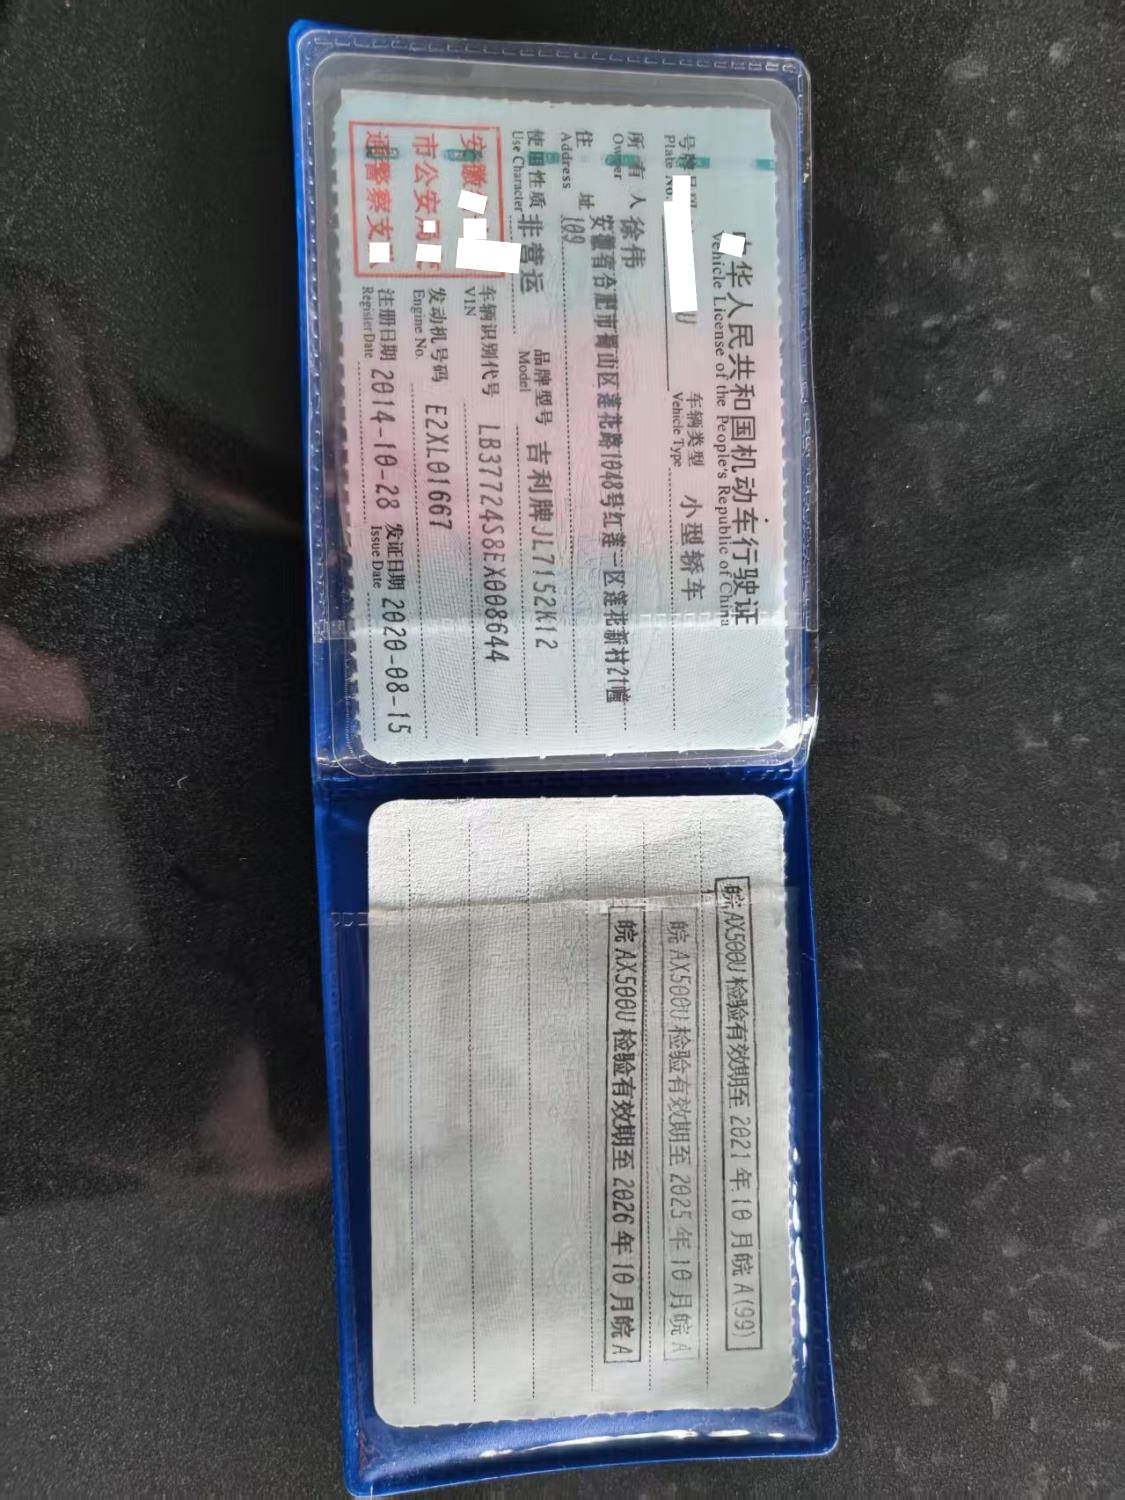 华人民共和国机动车行驶证
Vehicle License of the People's Republic of China
号牌
Plate No.
U
车辆类型 小型轿车
Vehicle Type
所有人 徐伟
Owner
住址 安徽省合肥市蜀山区莲花路1048号红莲一区莲花新村21幢
Address
109
使用性质 非营运
Use Character
品牌型号 吉利牌JL7152K12
Model
安徽
市公安局
通警察支
车辆识别代号 LB37724S8EX008644
VIN
发动机号码 E2XL01667
Engine No.
注册日期 2014-10-28
Register Date
发证日期 2020-08-15
Issue Date
皖AX500U检验有效期至2021年10月皖A(99)
皖AX500U检验有效期至2025年10月皖A
皖AX500U检验有效期至2026年10月皖A